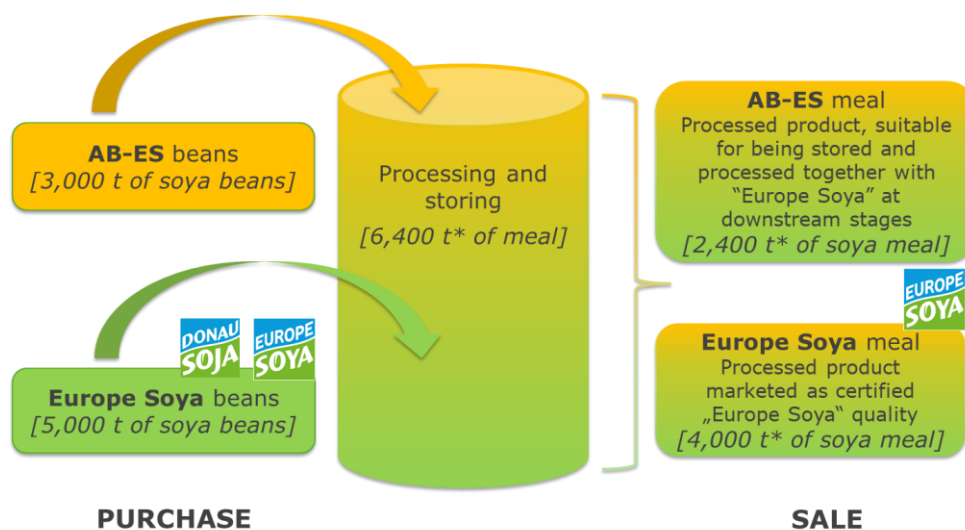 AB-ES beans
[3,000 t of soya beans]
DONAU
SOJA
EUROPE
SOYA
Europe Soya beans
[5,000 t of soya beans]
PURCHASE
Processing and
storing
[6,400 t* of meal]
AB-ES meal
Processed product, suitable
for being stored and
processed together with
“Europe Soya” at
downstream stages
[2,400 t* of soya meal]
EUROPE
SOYA
Europe Soya meal
Processed product
marketed as certified
„Europe Soya“ quality
[4,000 t* of soya meal]
SALE